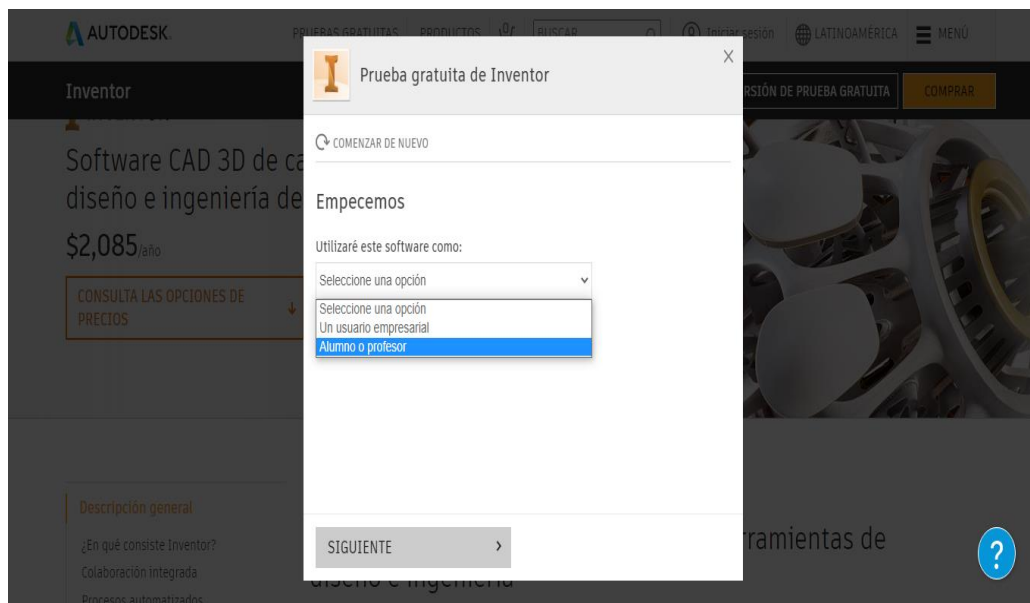 AUTODESK.
PRUEBAS GRATUITAS PRODUCTOS BUSCAR Iniciar sesión LATINOAMÉRICA MENÚ
Inventor
RSIÓN DE PRUEBA GRATUITA COMPRAR
Software CAD 3D de ca
diseño e ingeniería de
$2,085/año
CONSULTA LAS OPCIONES DE
PRECIOS
Prueba gratuita de Inventor
X
COMENZAR DE NUEVO
Empecemos
Utilizaré este software como:
Seleccione una opción
Seleccione una opción
Un usuario empresarial
Alumno o profesor
SIGUIENTE >
Descripción general
¿En qué consiste Inventor?
Colaboración integrada
Procesos automatizados
rramientas de
diseño e ingeniería
?